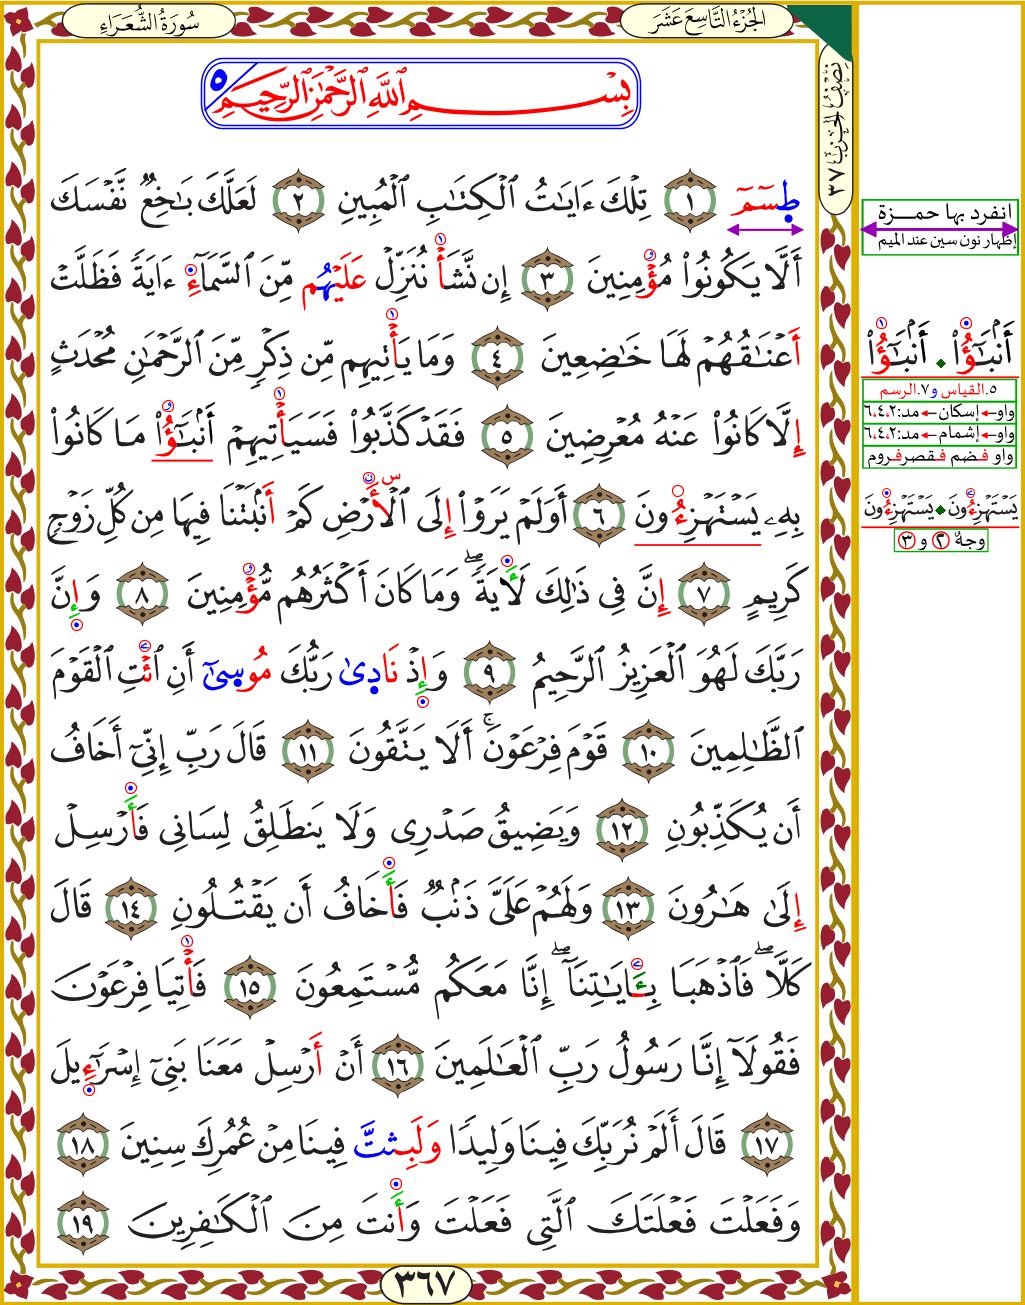 سُورَةُ الشُّعَرَاءِ
الجُزْءُ التَّاسِعَ عَشَرَ
نِصْفُ الحِزْبِ ٣٧
بِسْمِ ٱللَّهِ ٱلرَّحْمَٰنِ ٱلرَّحِيمِ ٥
طِسٓمٓ ١ تِلْكَ ءَايَٰتُ ٱلْكِتَٰبِ ٱلْمُبِينِ ٢ لَعَلَّكَ بَٰخِعٌ نَّفْسَكَ
أَلَّا يَكُونُوا۟ مُؤْمِنِينَ ٣ إِن نَّشَأْ نُنَزِّلْ عَلَيْهُم مِّنَ ٱلسَّمَآءِ ءَايَةً فَظَلَّتْ
أَعْنَٰقُهُمْ لَهَا خَٰضِعِينَ ٤ وَمَا يَأْتِيهِم مِّن ذِكْرٍ مِّنَ ٱلرَّحْمَٰنِ مُحْدَثٍ
إِلَّا كَانُوا۟ عَنْهُ مُعْرِضِينَ ٥ فَقَدْ كَذَّبُوا۟ فَسَيَأْتِيهِمْ أَنۢبَٰٓؤُا۟ مَا كَانُوا۟
بِهِۦ يَسْتَهْزِءُونَ ٦ أَوَلَمْ يَرَوْا۟ إِلَى ٱلْأَرْضِ كَمْ أَنۢبَتْنَا فِيهَا مِن كُلِّ زَوْجٍ
كَرِيمٍ ٧ إِنَّ فِى ذَٰلِكَ لَأَيَةً ۖ وَمَا كَانَ أَكْثَرُهُم مُّؤْمِنِينَ ٨ وَإِنَّ
رَبَّكَ لَهُوَ ٱلْعَزِيزُ ٱلرَّحِيمُ ٩ وَإِذْ نَادِىٰ رَبُّكَ مُوسِىٰٓ أَنِ ٱئْتِ ٱلْقَوْمَ
ٱلظَّٰلِمِينَ ١٠ قَوْمَ فِرْعَوْنَ ۚ أَلَا يَتَّقُونَ ١١ قَالَ رَبِّ إِنِّىٓ أَخَافُ
أَن يُكَذِّبُونِ ١٢ وَيَضِيقُ صَدْرِى وَلَا يَنطَلِقُ لِسَانِى فَأَرْسِلْ
إِلَىٰ هَٰرُونَ ١٣ وَلَهُمْ عَلَىَّ ذَنۢبٌ فَأَخَافُ أَن يَقْتُلُونِ ١٤ قَالَ
كَلَّا ۖ فَٱذْهَبَا بِـَٔايَٰتِنَآ ۖ إِنَّا مَعَكُم مُّسْتَمِعُونَ ١٥ فَأْتِيَا فِرْعَوْنَ
فَقُولَآ إِنَّا رَسُولُ رَبِّ ٱلْعَٰلَمِينَ ١٦ أَنْ أَرْسِلْ مَعَنَا بَنِىٓ إِسْرَٰٓءِيلَ
١٧ قَالَ أَلَمْ نُرَبِّكَ فِينَا وَلِيدًا وَلَبِثتَّ فِينَا مِنْ عُمُرِكَ سِنِينَ ١٨
وَفَعَلْتَ فَعْلَتَكَ ٱلَّتِى فَعَلْتَ وَأَنتَ مِنَ ٱلْكَٰفِرِينَ ١٩
٣٦٧
انفرد بها حمزة
إظهار نون سين عند الميم
أَنۢبَٰٓؤُا۟ ، أَنۢبَٰٓؤُا۟
٥.القياس و٧.الرسم
واو←إسكان←مد:٦،٤،٢
واو←إشمام←مد:٦،٤،٢
واو فضم فقصرفروم
يَسْتَهْزِءُونَ يَسْتَهْزِءُونَ
وجهٌ ٢ و ٣